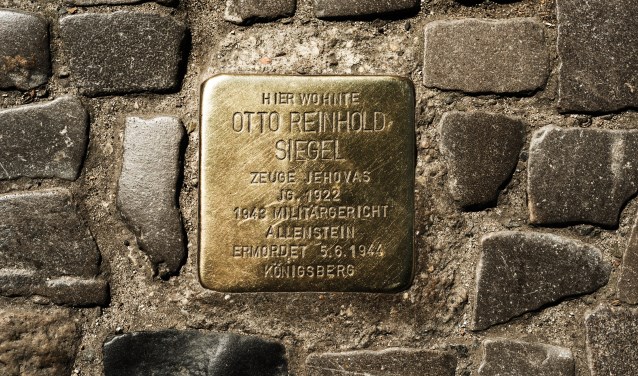 HIER WOHNTE
OTTO REINHOLD
SIEGEL
ZEUGE JEHOVAS
JG. 1922
1943 MILITÄRGERICHT
ALLENSTEIN
ERMORDET 5.6.1944
KÖNIGSBERG